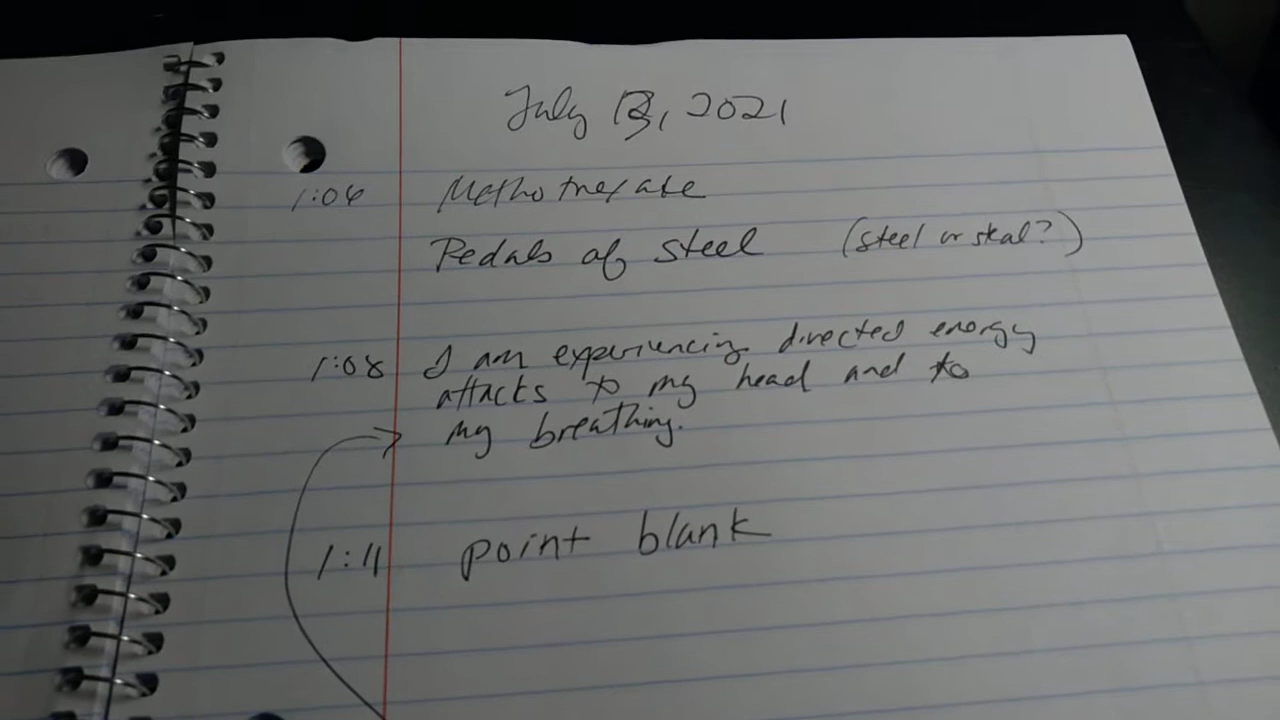 July 13, 2021
1:06 Methotrexate
Pedals of steel (steel or steal?)
1:08 I am experiencing directed energy
attacks to my head and to
my breathing.
1:11 point blank